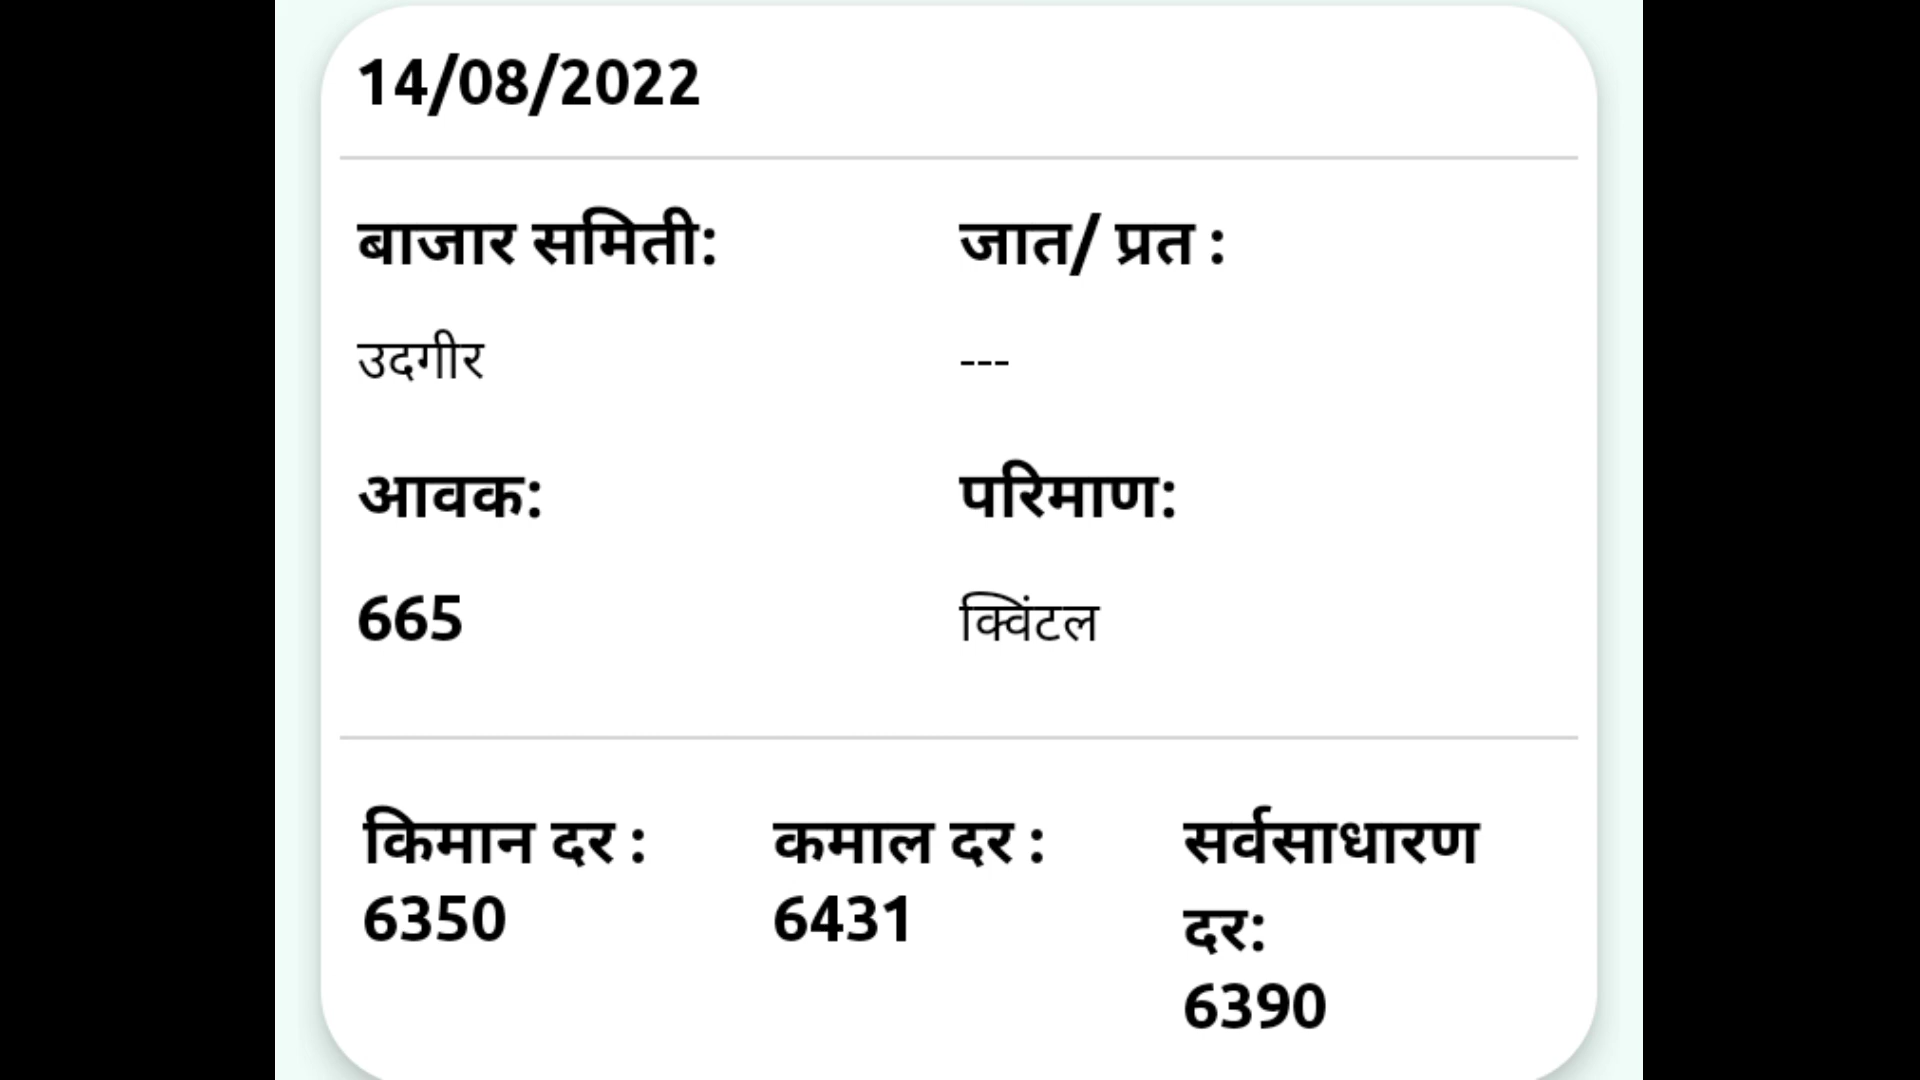 14/08/2022
बाजार समिती: जात/ प्रत :
उदगीर ---
आवक: परिमाण:
665 क्विंटल
किमान दर : कमाल दर : सर्वसाधारण
दर:
6350 6431
6390